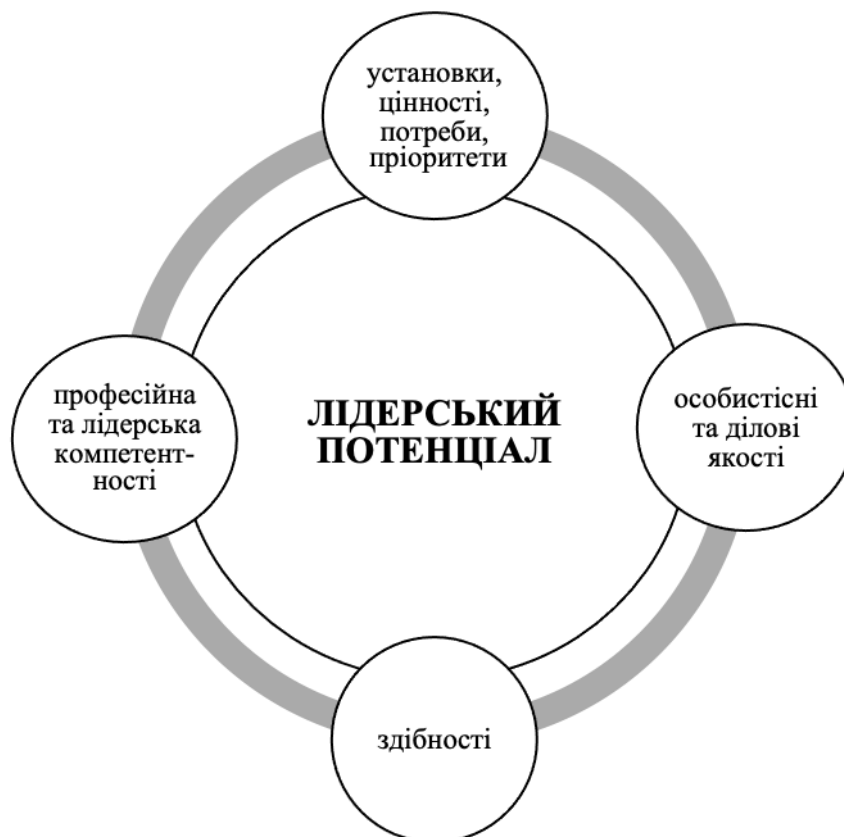 установки,
цінності,
потреби,
пріоритети
професійна
та лідерська
компетент-
ності
ЛІДЕРСЬКИЙ
ПОТЕНЦІАЛ
особистісні
та ділові
якості
здібності